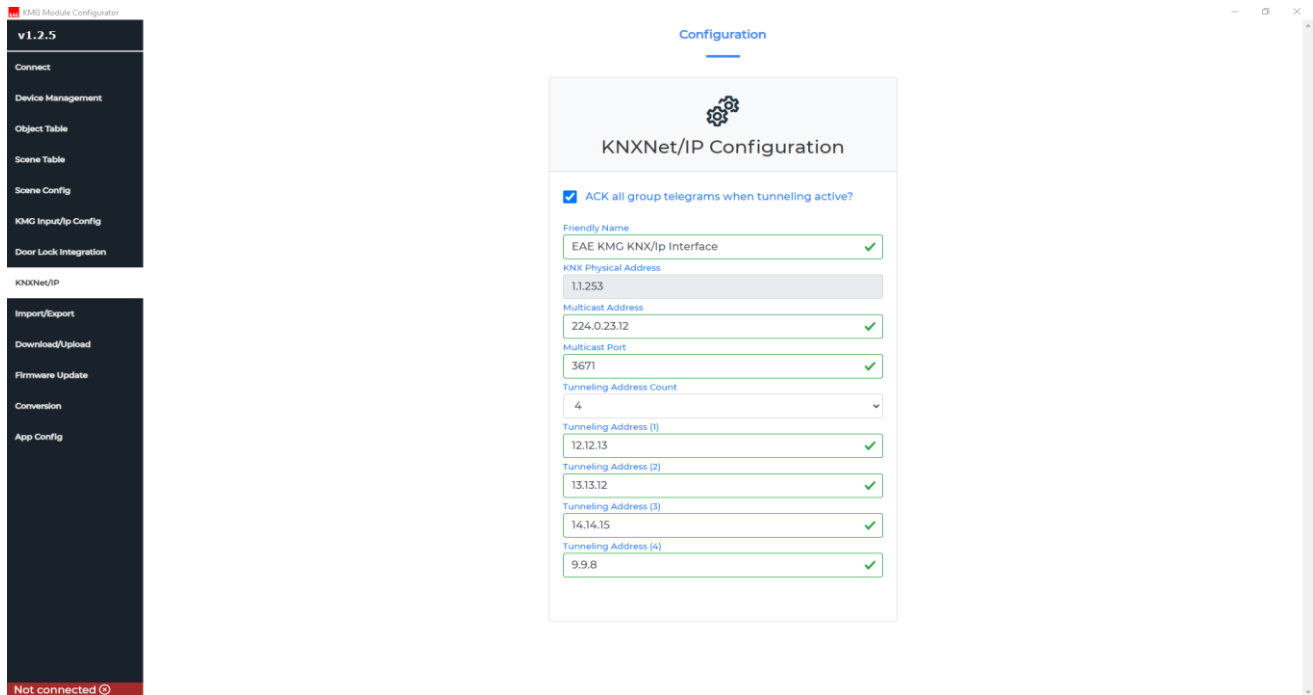 KMG Module Configurator
v1.2.5
Connect
Device Management
Object Table
Scene Table
Scene Config
KMG Input/Ip Config
Door Lock Integration
KNXNet/IP
Import/Export
Download/Upload
Firmware Update
Conversion
App Config
Not connected
Configuration
KNXNet/IP Configuration
ACK all group telegrams when tunneling active?
Friendly Name
EAE KMG KNX/Ip Interface
KNX Physical Address
1.1.253
Multicast Address
224.0.23.12
Multicast Port
3671
Tunneling Address Count
4
Tunneling Address (1)
12.12.13
Tunneling Address (2)
13.13.12
Tunneling Address (3)
14.14.15
Tunneling Address (4)
9.9.8